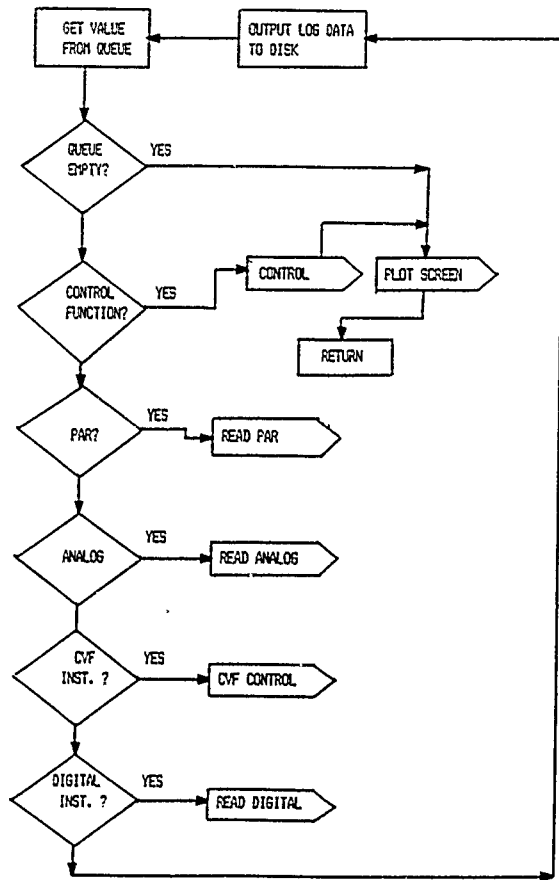 GET VALUE
FROM QUEUE
OUTPUT LOG DATA
TO DISK
QUEUE
EMPTY?
YES
CONTROL
FUNCTION?
YES
CONTROL
PLOT SCREEN
RETURN
PAR?
YES
READ PAR
ANALOG
YES
READ ANALOG
CVF
INST. ?
YES
CVF CONTROL
DIGITAL
INST. ?
YES
READ DIGITAL